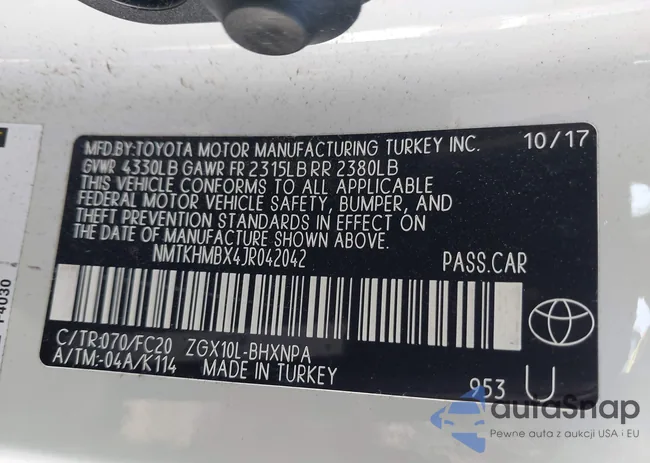 MFD.BY:TOYOTA MOTOR MANUFACTURING TURKEY INC. 10/17
GVWR 4330LB GAWR FR 2315LB RR 2380LB
THIS VEHICLE CONFORMS TO ALL APPLICABLE
FEDERAL MOTOR VEHICLE SAFETY, BUMPER, AND
THEFT PREVENTION STANDARDS IN EFFECT ON
THE DATE OF MANUFACTURE SHOWN ABOVE.
NMTKHMBX4JR042042 PASS.CAR
C/TR:070/FC20 ZGX10L-BHXNPA
A/TM:-04A/K114 MADE IN TURKEY
953 U
autoSnap
Pewne auta z aukcji USA i EU